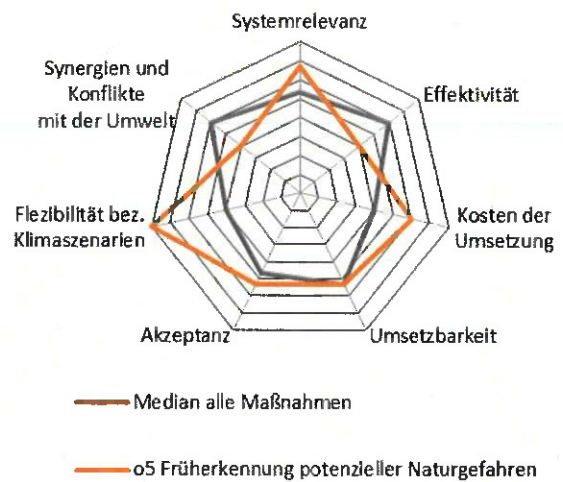 Systemrelevanz
Synergien und
Konflikte
mit der Umwelt
Effektivität
Flezibilität bez.
Klimaszenarien
Kosten der
Umsetzung
Akzeptanz
Umsetzbarkeit
Median alle Maßnahmen
o5 Früherkennung potenzieller Naturgefahren